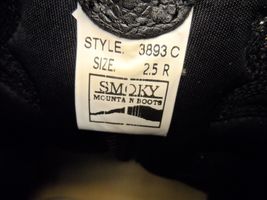 STYLE. 3893 C
SIZE. 2.5 R
SMOKY
MOUNTAIN BOOTS